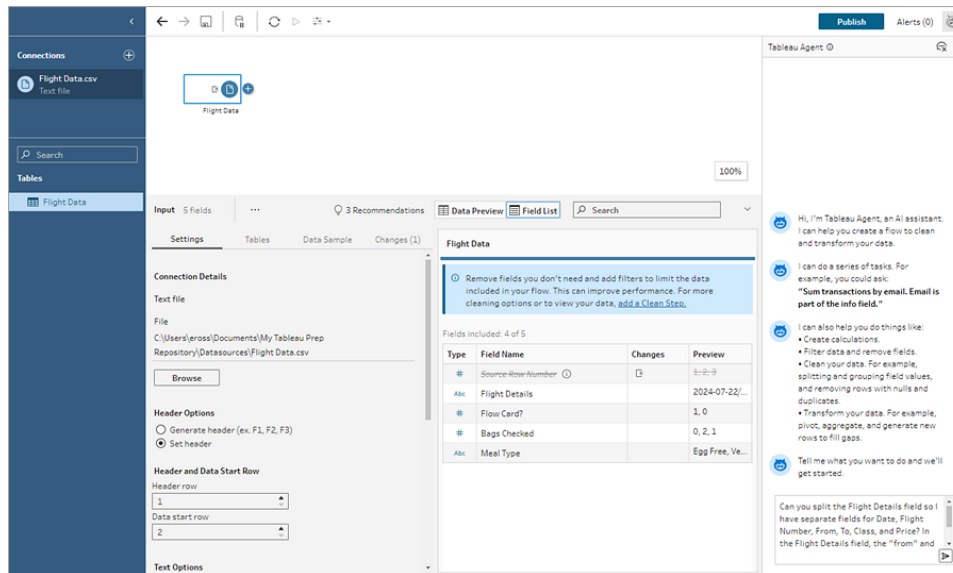 Publish
Alerts (0)
Connections
Flight Data.csv
Text file
Search
Tables
Flight Data
Flight Data
100%
Input 5 fields ...
3 Recommendations
Data Preview
Field List
Search
Settings
Tables
Data Sample
Changes (1)
Connection Details
Text file
File
C:\Users\eross\Documents\My Tableau Prep
Repository\Datasources\Flight Data.csv
Browse
Header Options
Generate header (ex. F1, F2, F3)
Set header
Header and Data Start Row
Header row
1
Data start row
2
Text Options
Flight Data
Remove fields you don't need and add filters to limit the data
included in your flow. This can improve performance. For more
cleaning options or to view your data, add a Clean Step.
Fields included: 4 of 5
Type Field Name Changes Preview
# Source Row Number 1, 2, 3
Abc Flight Details 2024-07-22/...
# Flow Card? 1, 0
# Bags Checked 0, 2, 1
Abc Meal Type Egg Free, Ve...
Tableau Agent
Hi, I'm Tableau Agent, an AI assistant.
I can help you create a flow to clean
and transform your data.
I can do a series of tasks. For
example, you could ask:
"Sum transactions by email. Email is
part of the info field."
I can also help you do things like:
• Create calculations.
• Filter data and remove fields.
• Clean your data. For example,
splitting and grouping field values,
and removing rows with nulls and
duplicates.
• Transform your data. For example,
pivot, aggregate, and generate new
rows to fill gaps.
Tell me what you want to do and we'll
get started.
Can you split the Flight Details field so I
have separate fields for Date, Flight
Number, From, To, Class, and Price? In
the Flight Details field, the "from" and